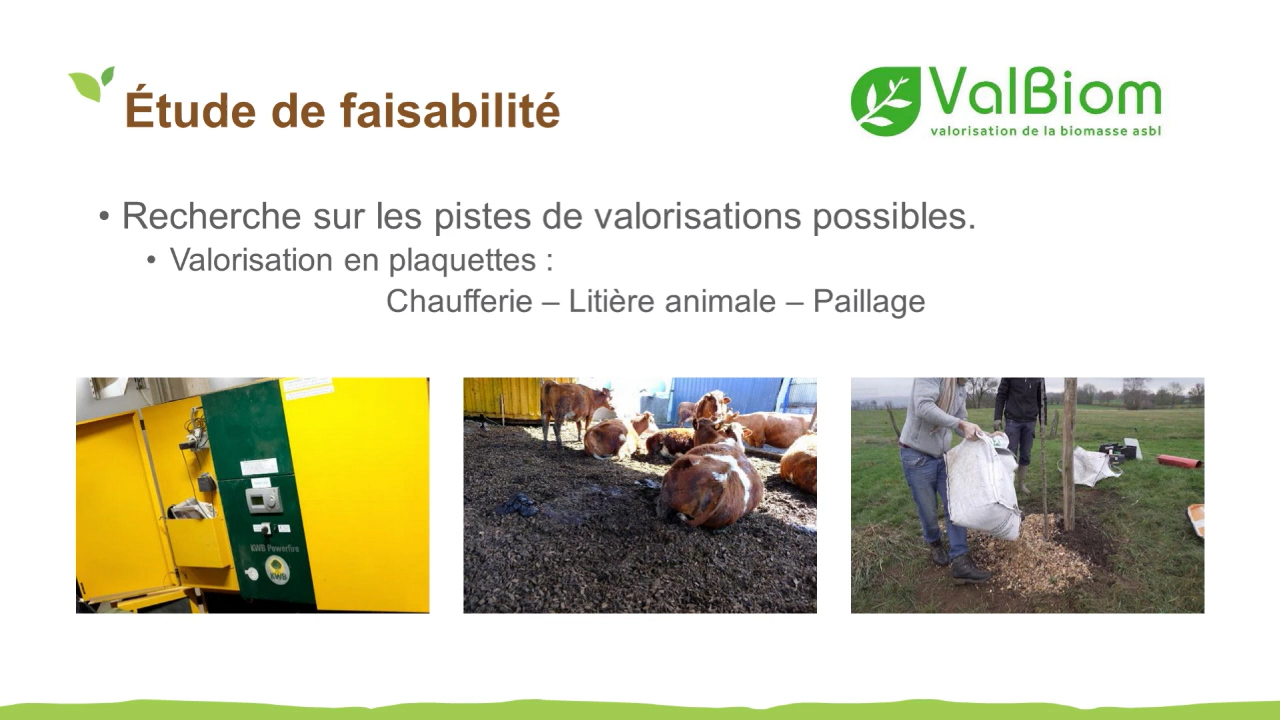 Étude de faisabilité
ValBiom
valorisation de la biomasse asbl
• Recherche sur les pistes de valorisations possibles.
• Valorisation en plaquettes :
Chaufferie – Litière animale – Paillage
KWB Powerfire
KWB